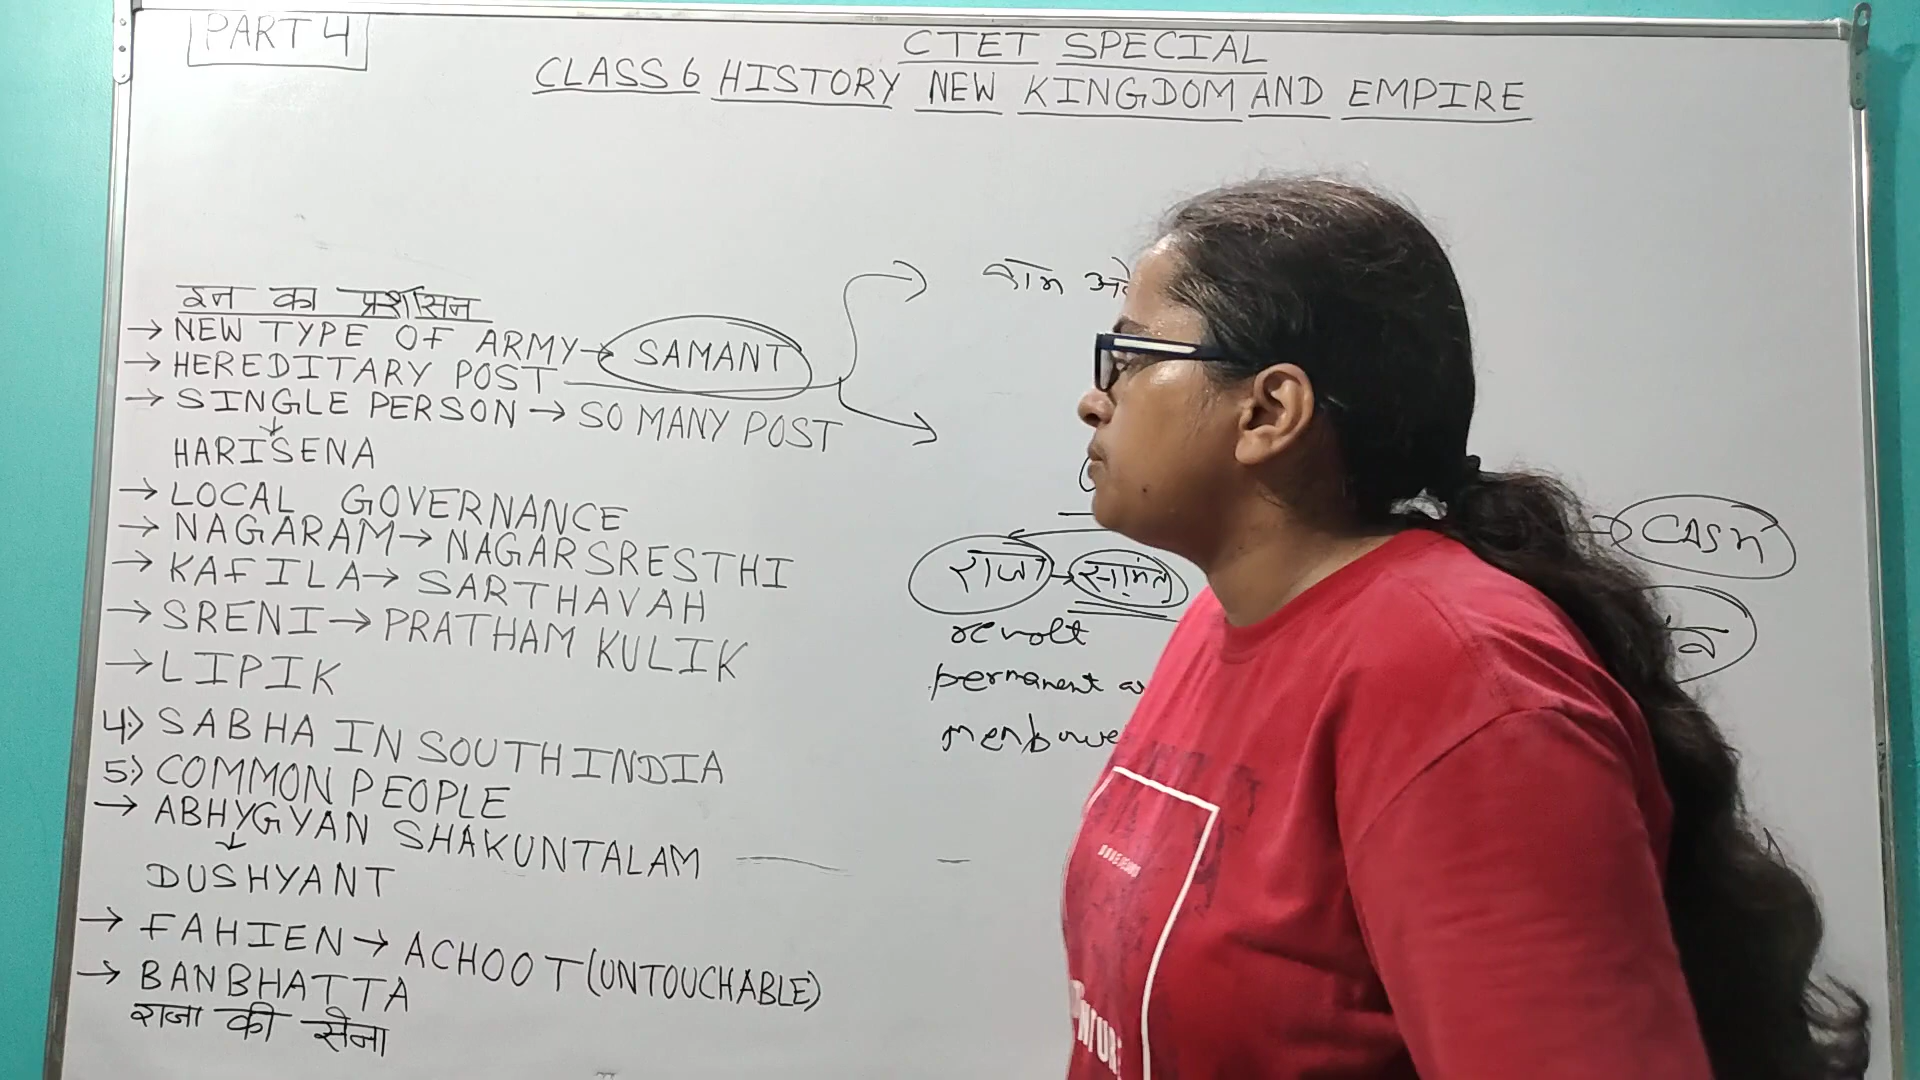 PART 4
CTET SPECIAL
CLASS 6 HISTORY NEW KINGDOM AND EMPIRE
इन का प्रशासन
→ NEW TYPE OF ARMY → SAMANT
→ HEREDITARY POST
→ SINGLE PERSON → SO MANY POST
↓
HARISENA
→ LOCAL GOVERNANCE
→ NAGARAM → NAGARSRESTHI
→ KAFILA → SARTHAVAH
→ SRENI → PRATHAM KULIK
→ LIPIK
4) SABHA IN SOUTH INDIA
5) COMMON PEOPLE
→ ABHYGYAN SHAKUNTALAM
↓
DUSHYANT
→ FAHIEN → ACHOOT (UNTOUCHABLE)
→ BANBHATTA
राजा की सेना
CASH
राजा → सामंत
revolt
permanent